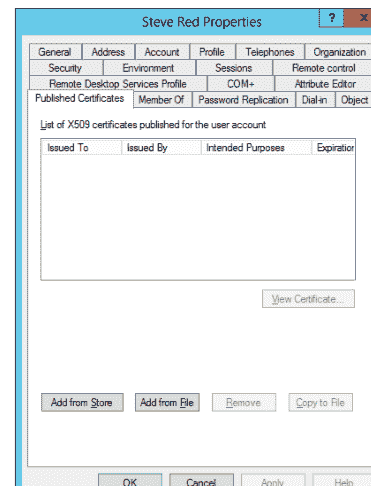 Steve Red Properties
?
x
General Address Account Profile Telephones Organization
Security Environment Sessions Remote control
Remote Desktop Services Profile COM+ Attribute Editor
Published Certificates Member Of Password Replication Dial-in Object
List of X509 certificates published for the user account
Issued To Issued By Intended Purposes Expiration
View Certificate...
Add from Store Add from File Remove Copy to File
OK Cancel Apply Help